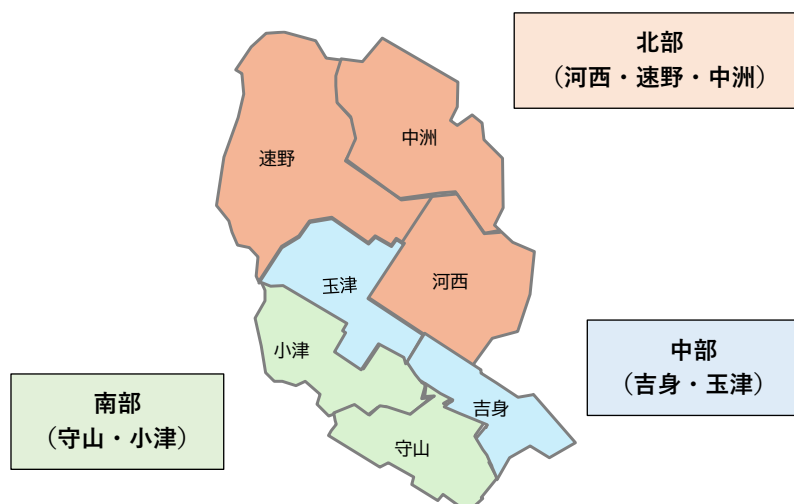 北部
（河西・速野・中洲）
中洲
速野
玉津
河西
小津
中部
（吉身・玉津）
南部
（守山・小津）
吉身
守山